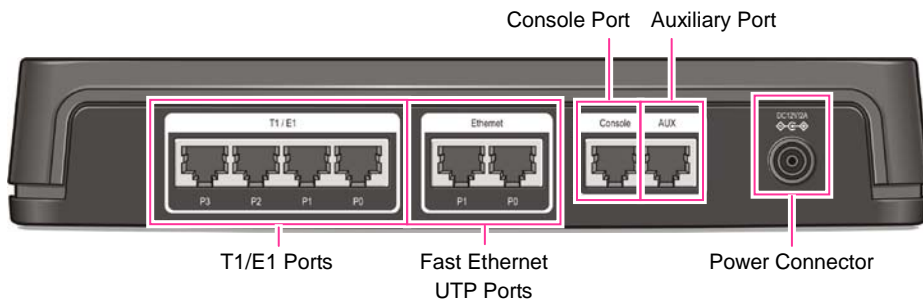 Console Port Auxiliary Port
T1/E1 Ethernet Console AUX DC12V/2A
P3 P2 P1 P0 P1 P0
T1/E1 Ports Fast Ethernet Power Connector
UTP Ports